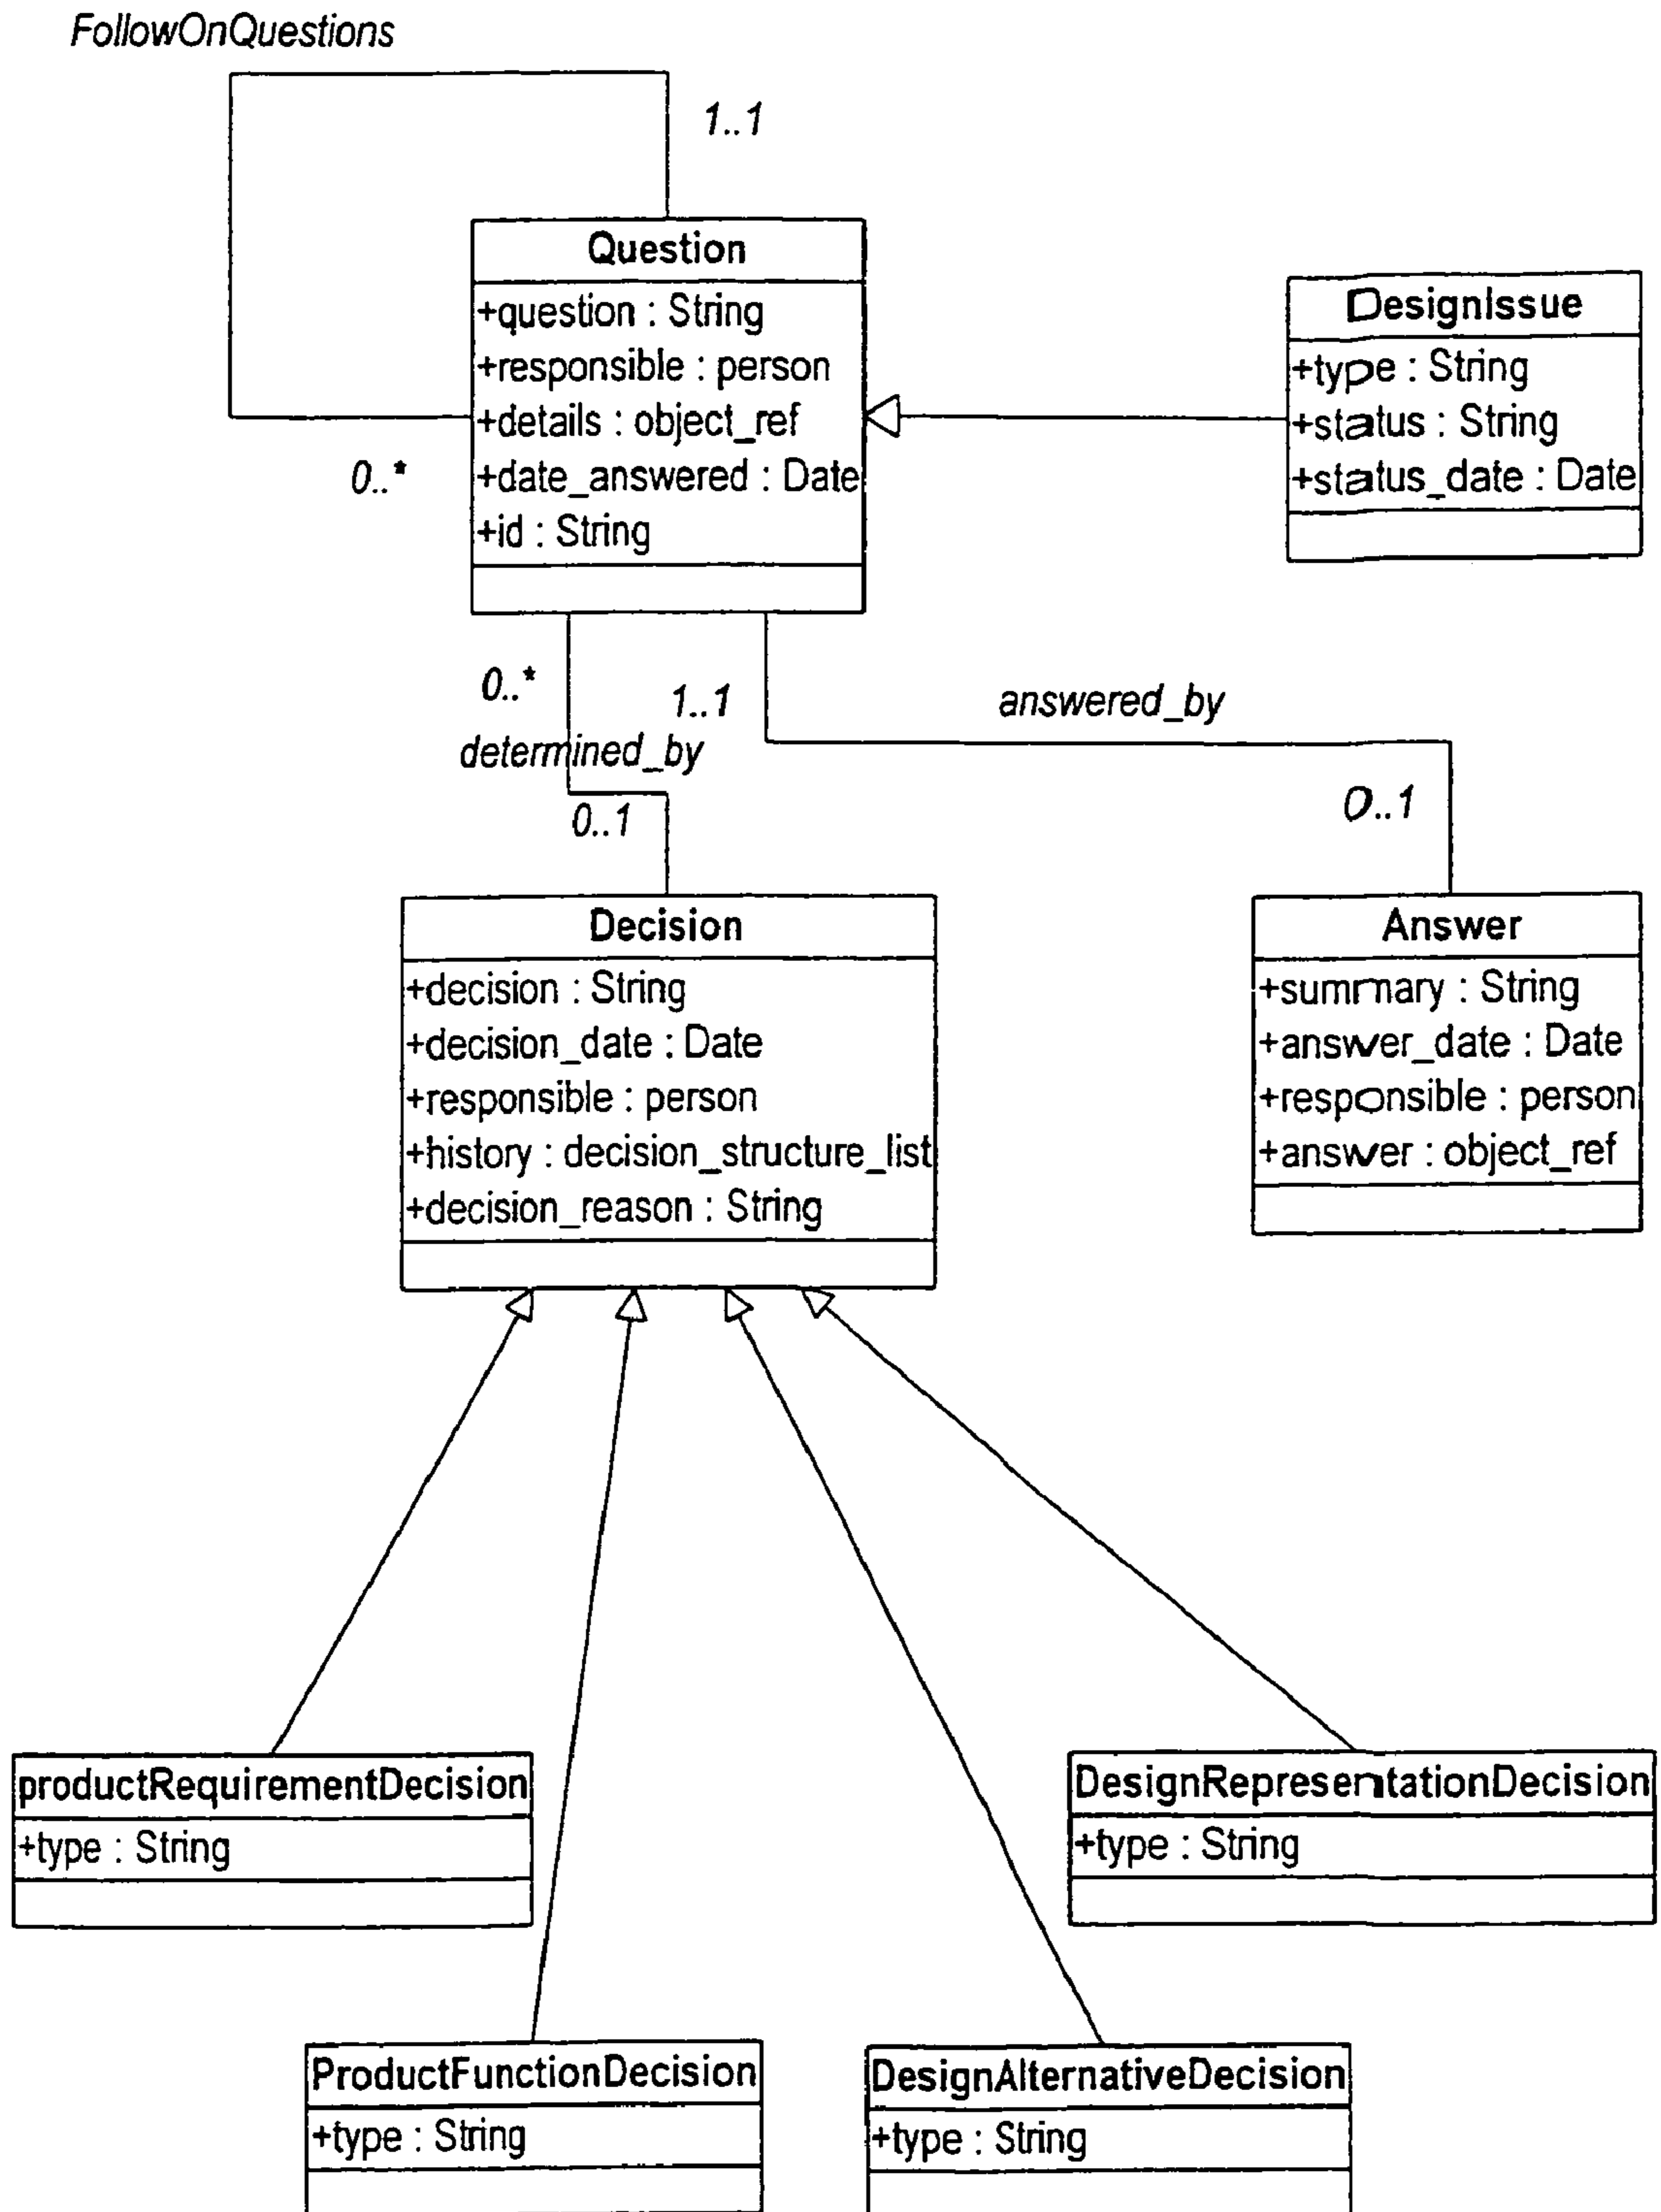 FollowOnQuestions
1..1
Question
+question : String
+responsible : person
+details : object_ref
+date_answered : Date
+id : String
0..*
DesignIssue
+type : String
+status : String
+status_date : Date
0..*
1..1
answered_by
determined_by
0..1
0..1
Decision
+decision : String
+decision_date : Date
+responsible : person
+history : decision_structure_list
+decision_reason : String
Answer
+summary : String
+answer_date : Date
+responsible : person
+answer : object_ref
productRequirementDecision
+type : String
DesignRepresentationDecision
+type : String
ProductFunctionDecision
+type : String
DesignAlternativeDecision
+type : String